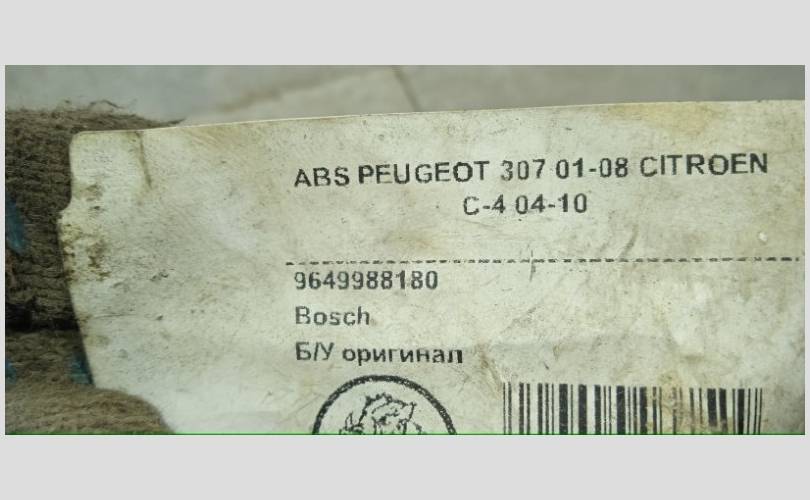 ABS PEUGEOT 307 01-08 CITROEN
C-4 04-10
9649988180
Bosch
Б/У оригинал